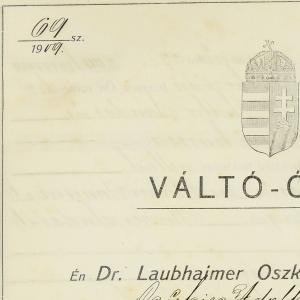 69 sz.
1909.
VÁLTÓ-Ó
Én Dr. Laubhaimer Oszk